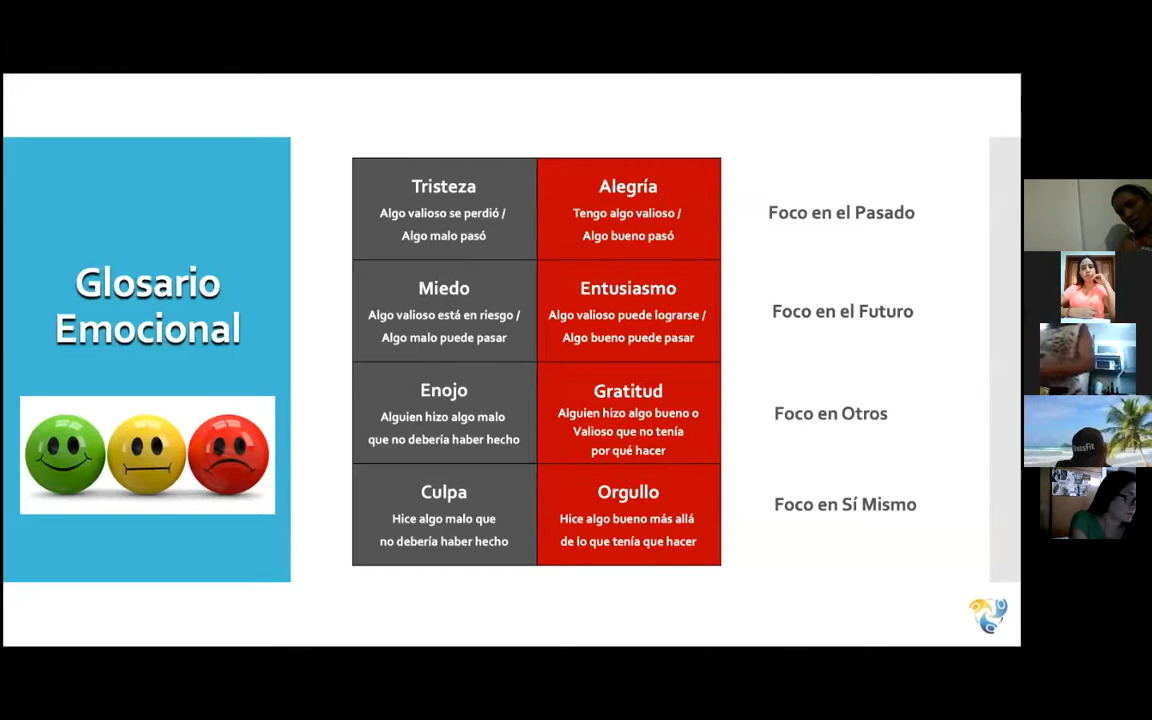 Glosario
Emocional
Tristeza
Algo valioso se perdió /
Algo malo pasó
Alegría
Tengo algo valioso /
Algo bueno pasó
Foco en el Pasado
Miedo
Algo valioso está en riesgo /
Algo malo puede pasar
Entusiasmo
Algo valioso puede lograrse /
Algo bueno puede pasar
Foco en el Futuro
Enojo
Alguien hizo algo malo
que no debería haber hecho
Gratitud
Alguien hizo algo bueno o
Valioso que no tenía
por qué hacer
Foco en Otros
Culpa
Hice algo malo que
no debería haber hecho
Orgullo
Hice algo bueno más allá
de lo que tenía que hacer
Foco en Sí Mismo